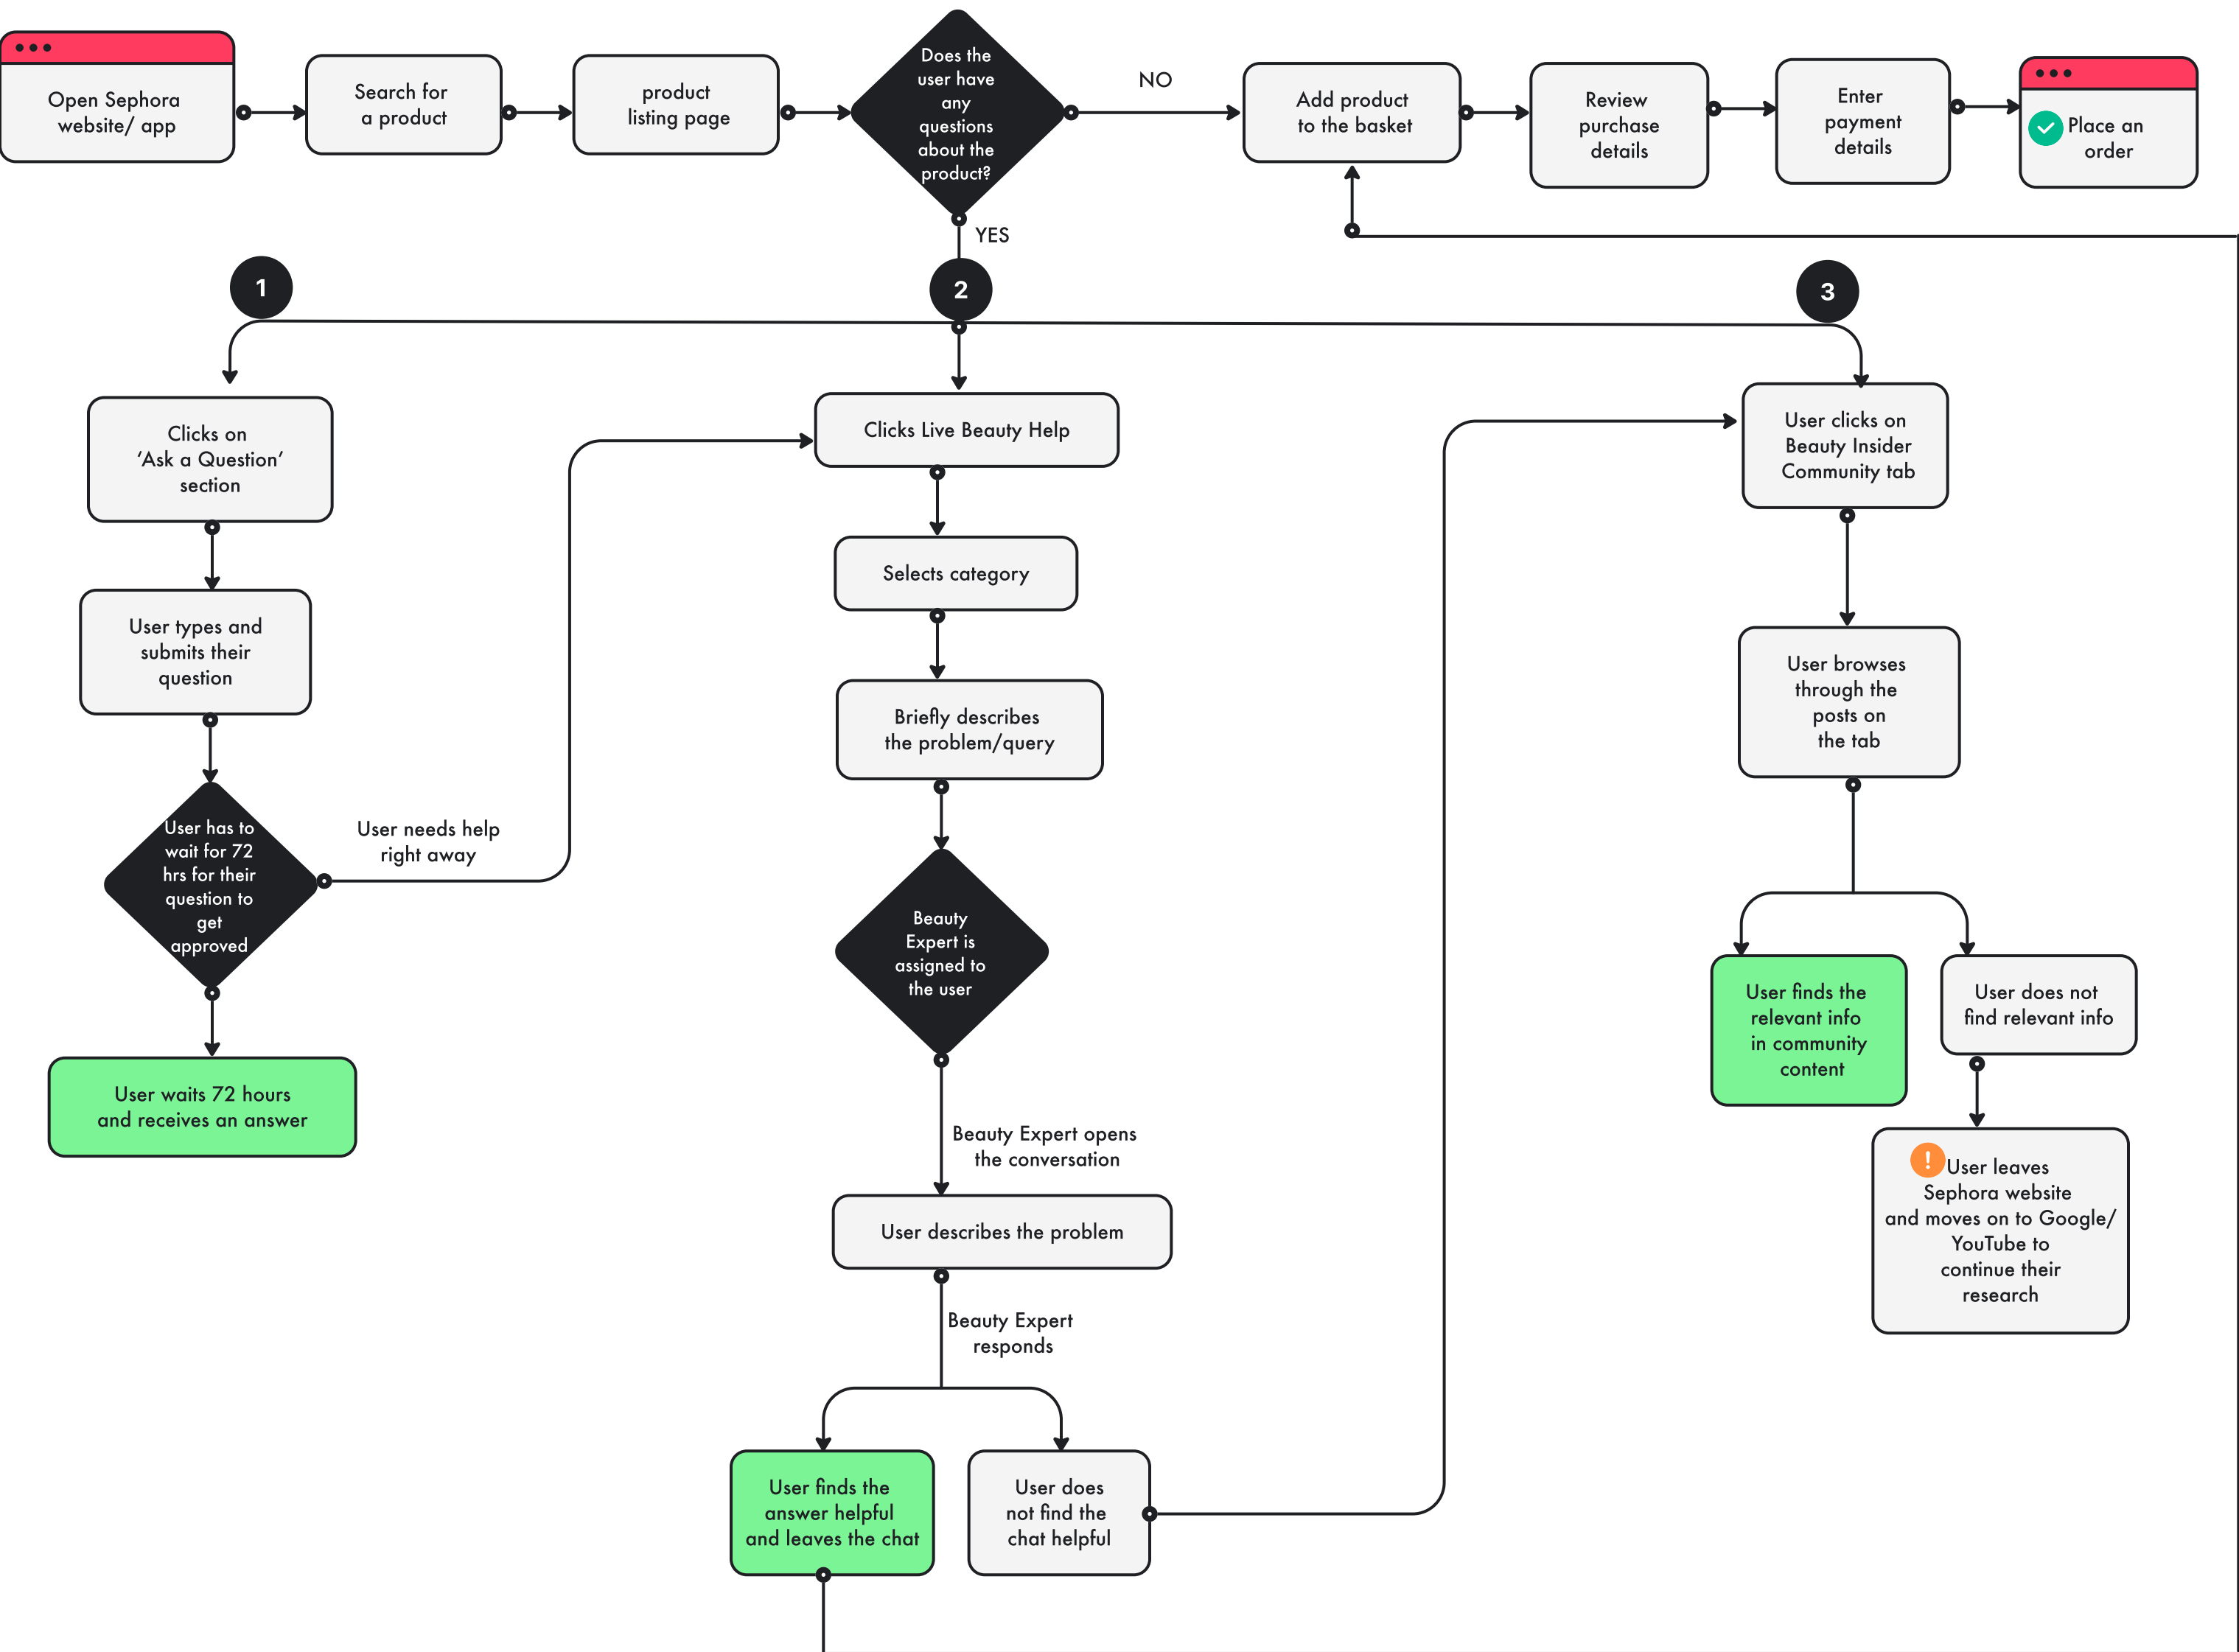 Open Sephora
website/ app
Search for
a product
product
listing page
Does the
user have
any
questions
about the
product?
NO
Add product
to the basket
Review
purchase
details
Enter
payment
details
Place an
order
YES
1
2
3
Clicks on
‘Ask a Question’
section
User types and
submits their
question
User has to
wait for 72
hrs for their
question to
get
approved
User needs help
right away
User waits 72 hours
and receives an answer
Clicks Live Beauty Help
Selects category
Briefly describes
the problem/query
Beauty
Expert is
assigned to
the user
Beauty Expert opens
the conversation
User describes the problem
Beauty Expert
responds
User finds the
answer helpful
and leaves the chat
User does
not find the
chat helpful
User clicks on
Beauty Insider
Community tab
User browses
through the
posts on
the tab
User finds the
relevant info
in community
content
User does not
find relevant info
!
User leaves
Sephora website
and moves on to Google/
YouTube to
continue their
research